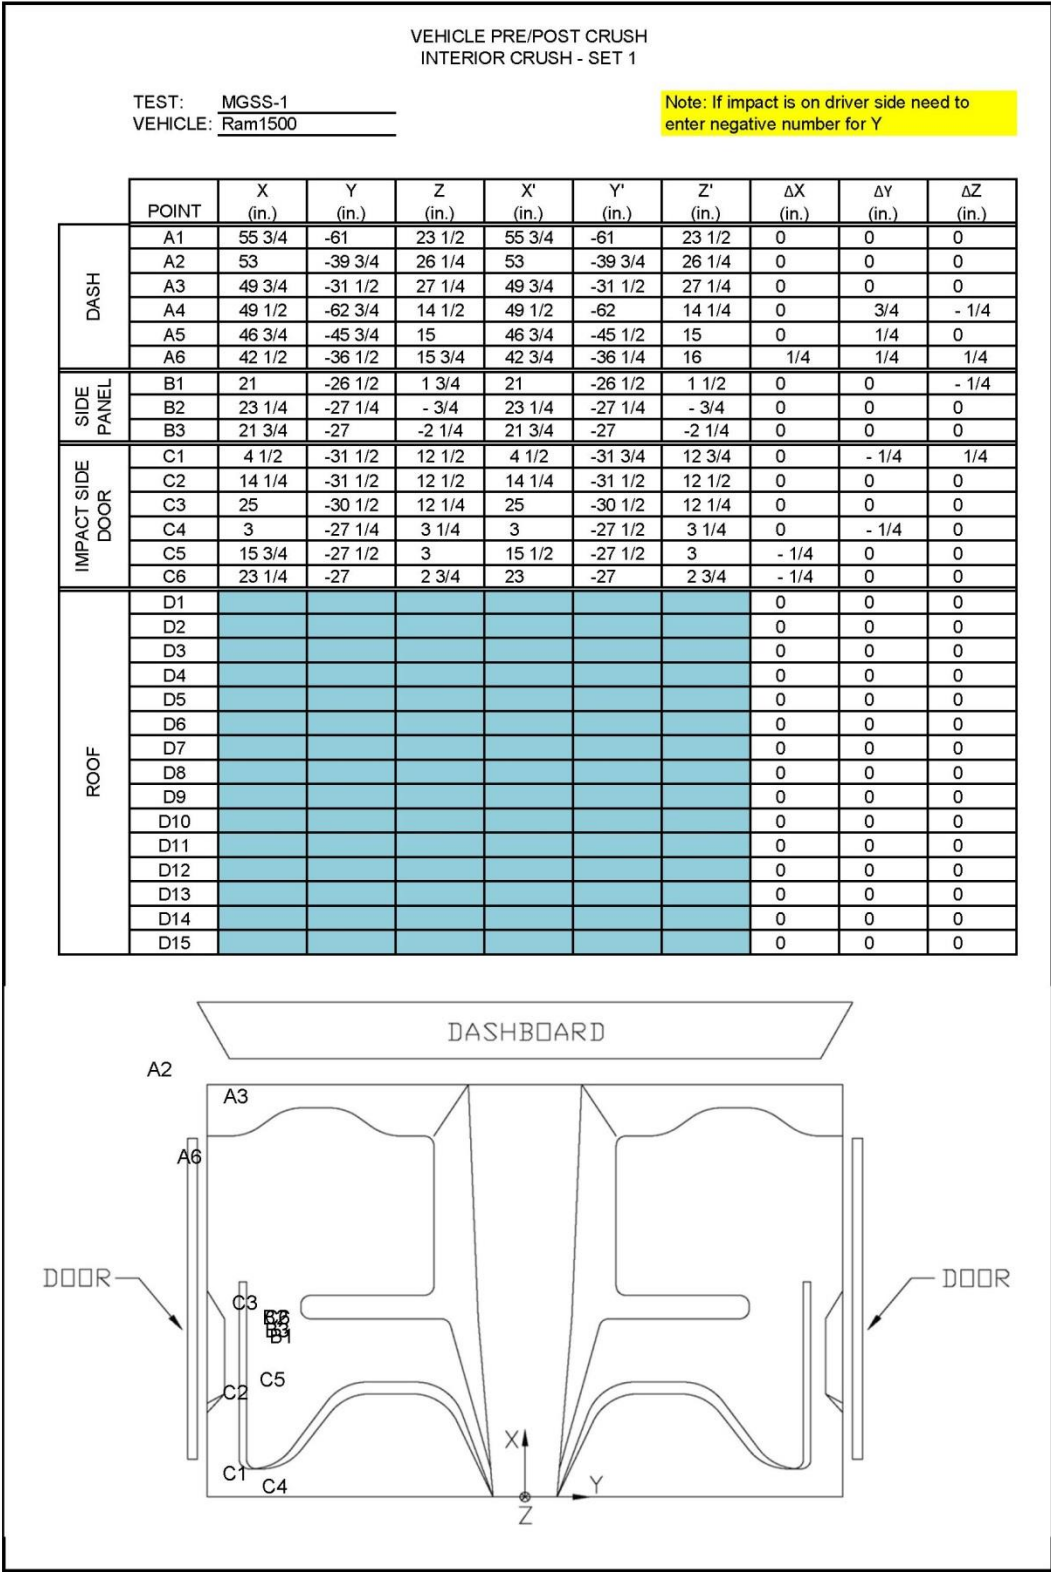 VEHICLE PRE/POST CRUSH
INTERIOR CRUSH - SET 1
TEST: MGSS-1
VEHICLE: Ram1500
Note: If impact is on driver side need to
enter negative number for Y
POINT X (in.) Y (in.) Z (in.) X' (in.) Y' (in.) Z' (in.) ΔX (in.) ΔY (in.) ΔZ (in.)
DASH
A1 55 3/4 -61 23 1/2 55 3/4 -61 23 1/2 0 0 0
A2 53 -39 3/4 26 1/4 53 -39 3/4 26 1/4 0 0 0
A3 49 3/4 -31 1/2 27 1/4 49 3/4 -31 1/2 27 1/4 0 0 0
A4 49 1/2 -62 3/4 14 1/2 49 1/2 -62 14 1/4 0 3/4 - 1/4
A5 46 3/4 -45 3/4 15 46 3/4 -45 1/2 15 0 1/4 0
A6 42 1/2 -36 1/2 15 3/4 42 3/4 -36 1/4 16 1/4 1/4 1/4
SIDE PANEL
B1 21 -26 1/2 1 3/4 21 -26 1/2 1 1/2 0 0 - 1/4
B2 23 1/4 -27 1/4 - 3/4 23 1/4 -27 1/4 - 3/4 0 0 0
B3 21 3/4 -27 -2 1/4 21 3/4 -27 -2 1/4 0 0 0
IMPACT SIDE DOOR
C1 4 1/2 -31 1/2 12 1/2 4 1/2 -31 3/4 12 3/4 0 - 1/4 1/4
C2 14 1/4 -31 1/2 12 1/2 14 1/4 -31 1/2 12 1/2 0 0 0
C3 25 -30 1/2 12 1/4 25 -30 1/2 12 1/4 0 0 0
C4 3 -27 1/4 3 1/4 3 -27 1/2 3 1/4 0 - 1/4 0
C5 15 3/4 -27 1/2 3 15 1/2 -27 1/2 3 - 1/4 0 0
C6 23 1/4 -27 2 3/4 23 -27 2 3/4 - 1/4 0 0
ROOF
D1 0 0 0
D2 0 0 0
D3 0 0 0
D4 0 0 0
D5 0 0 0
D6 0 0 0
D7 0 0 0
D8 0 0 0
D9 0 0 0
D10 0 0 0
D11 0 0 0
D12 0 0 0
D13 0 0 0
D14 0 0 0
D15 0 0 0
DASHBOARD
A2
A3
A6
DOOR
DOOR
C3
B1
C5
C2
C1
C4
X
Y
Z